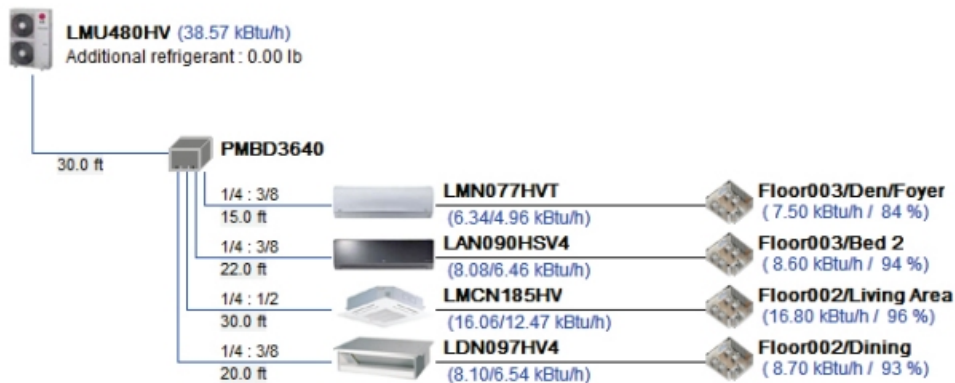 LMU480HV (38.57 kBtu/h)
Additional refrigerant : 0.00 lb
30.0 ft
PMBD3640
1/4 : 3/8
15.0 ft
LMN077HVT
(6.34/4.96 kBtu/h)
Floor003/Den/Foyer
( 7.50 kBtu/h / 84 %)
1/4 : 3/8
22.0 ft
LAN090HSV4
(8.08/6.46 kBtu/h)
Floor003/Bed 2
( 8.60 kBtu/h / 94 %)
1/4 : 1/2
30.0 ft
LMCN185HV
(16.06/12.47 kBtu/h)
Floor002/Living Area
(16.80 kBtu/h / 96 %)
1/4 : 3/8
20.0 ft
LDN097HV4
(8.10/6.54 kBtu/h)
Floor002/Dining
( 8.70 kBtu/h / 93 %)